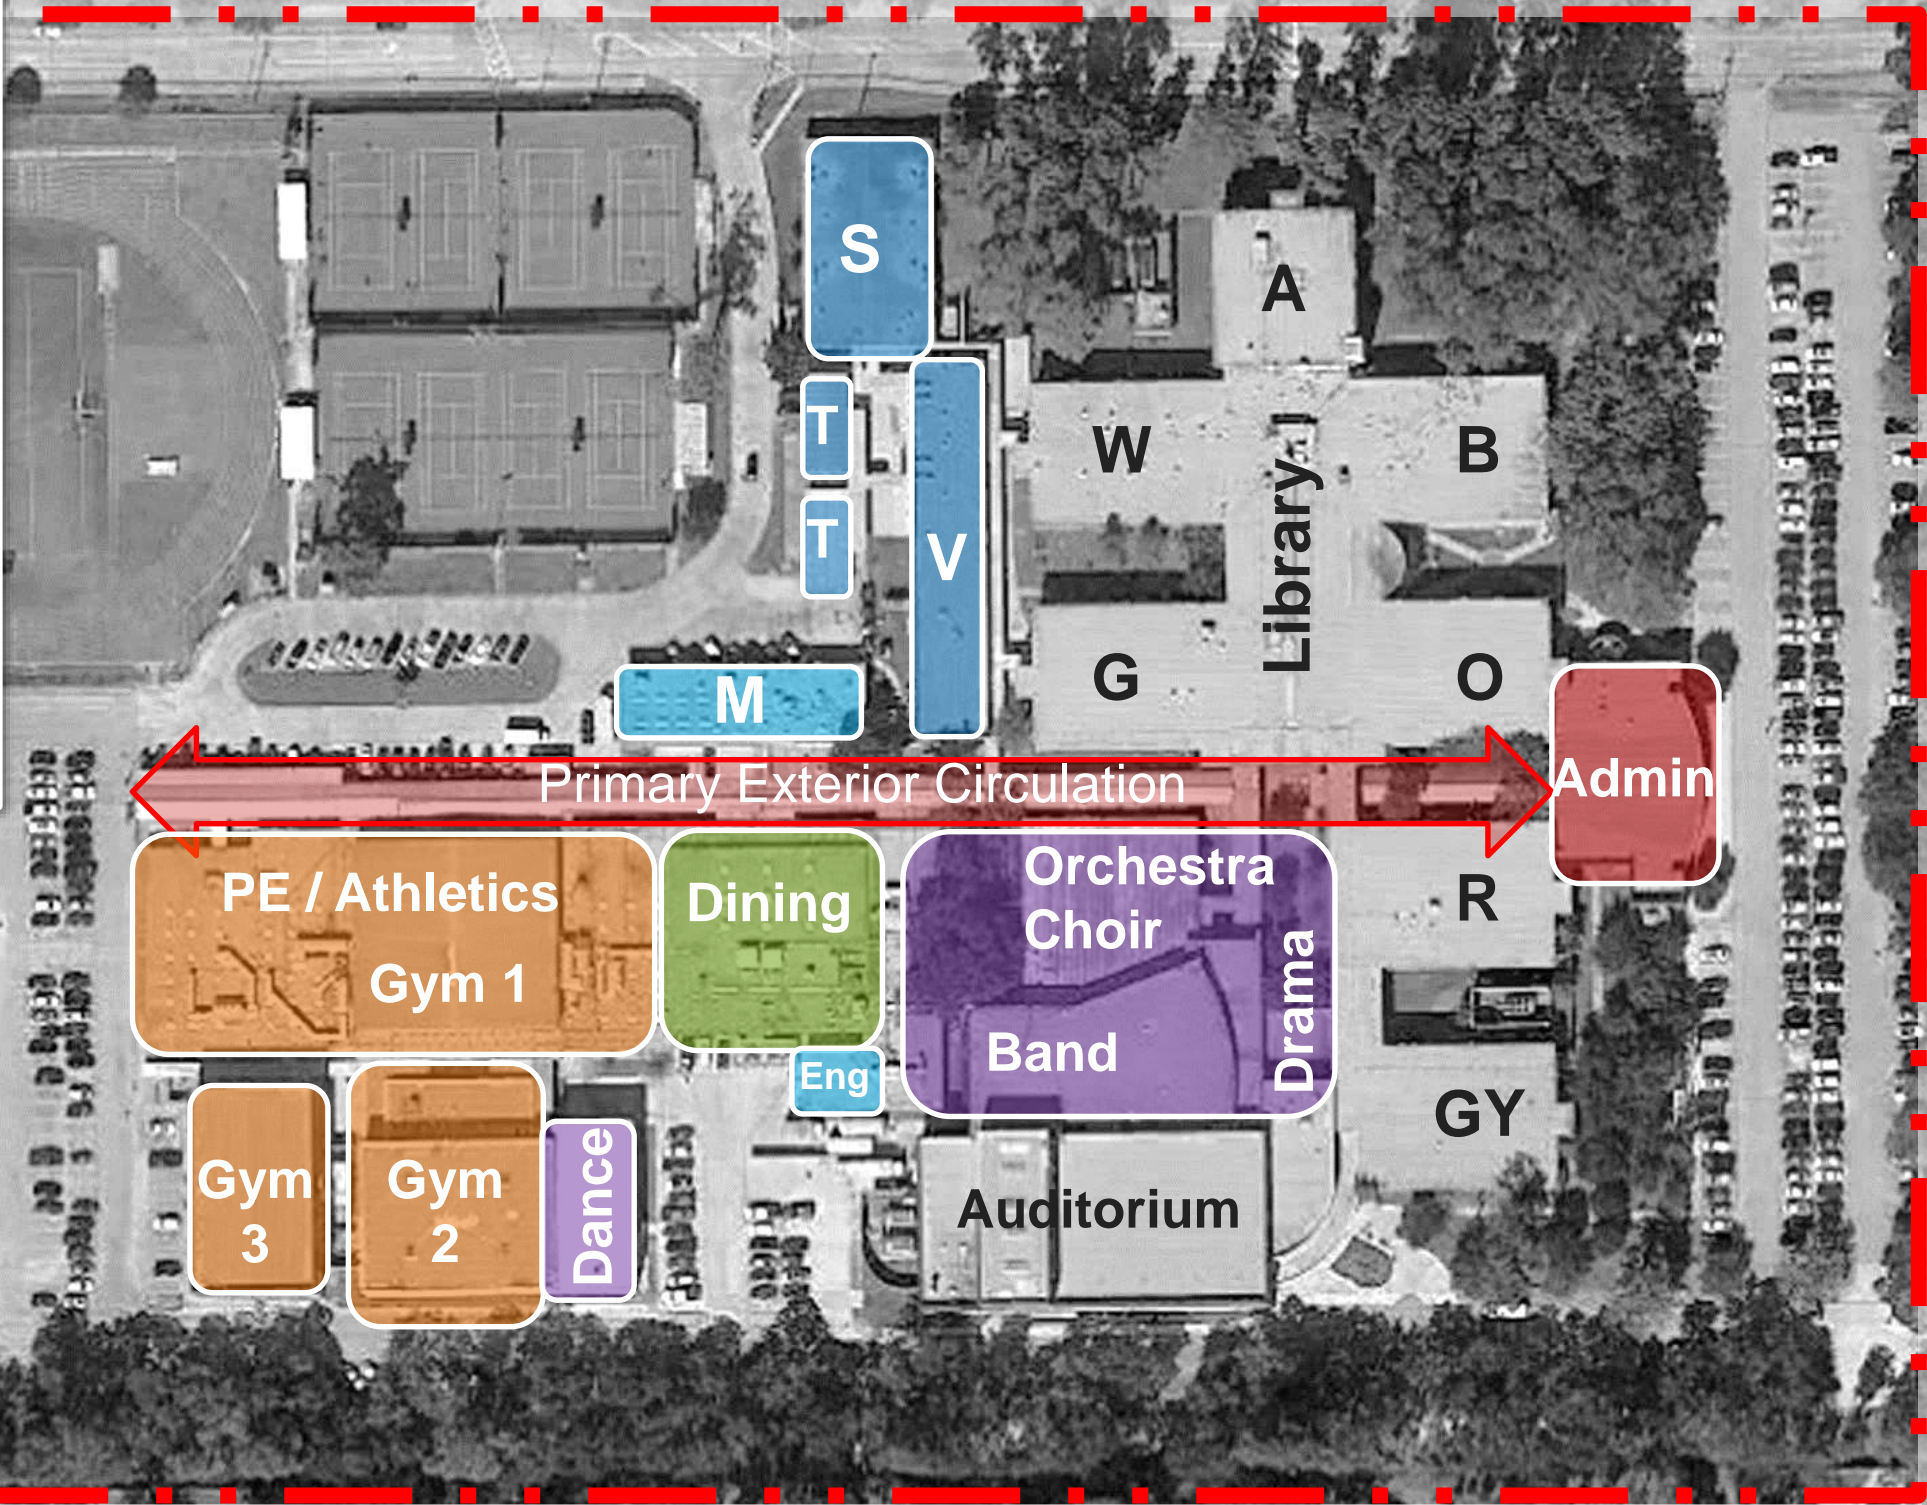 S
A
T
W
B
T
V
Library
G
O
M
Primary Exterior Circulation
Admin
PE / Athletics
Gym 1
Dining
Orchestra
Choir
Band
Drama
R
Eng
GY
Gym
3
Gym
2
Dance
Auditorium